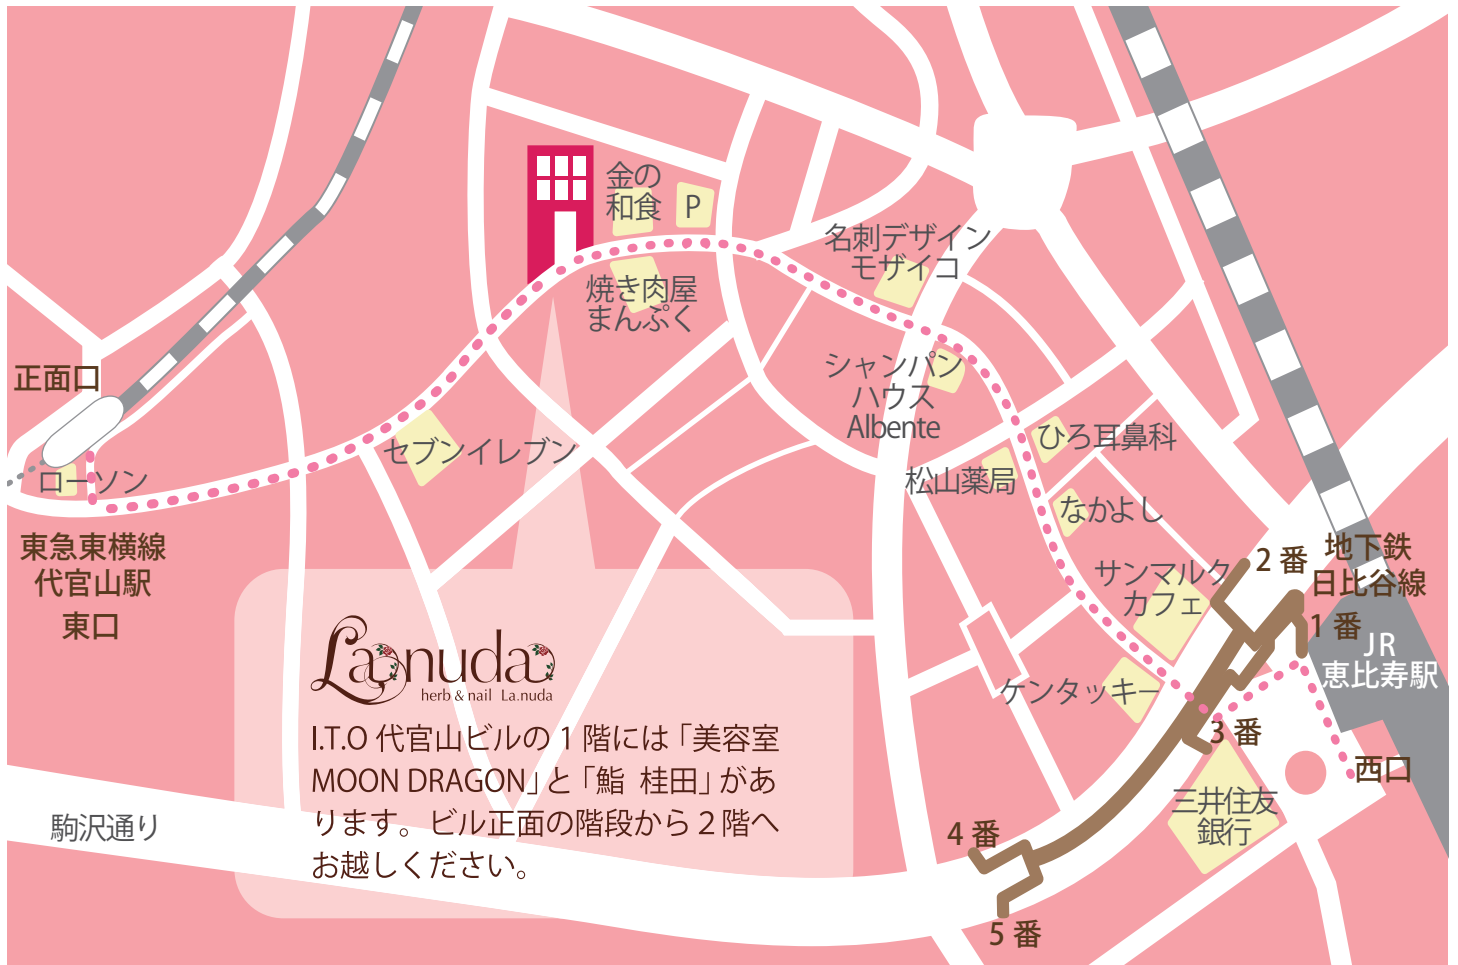 金の
和食
P
名刺デザイン
モザイコ
焼き肉屋
まんぷく
正面口
シャンパン
ハウス
Albente
ひろ耳鼻科
セブンイレブン
松山薬局
ローソン
なかよし
東急東横線
代官山駅
東口
2番
地下鉄
日比谷線
サンマルク
カフェ
1番
JR
恵比寿駅
La nuda
herb & nail La.nuda
ケンタッキー
3番
I.T.O 代官山ビルの1階には「美容室
MOON DRAGON」と「鮨 桂田」があ
ります。ビル正面の階段から2階へ
お越しください。
西口
三井住友
銀行
駒沢通り
4番
5番